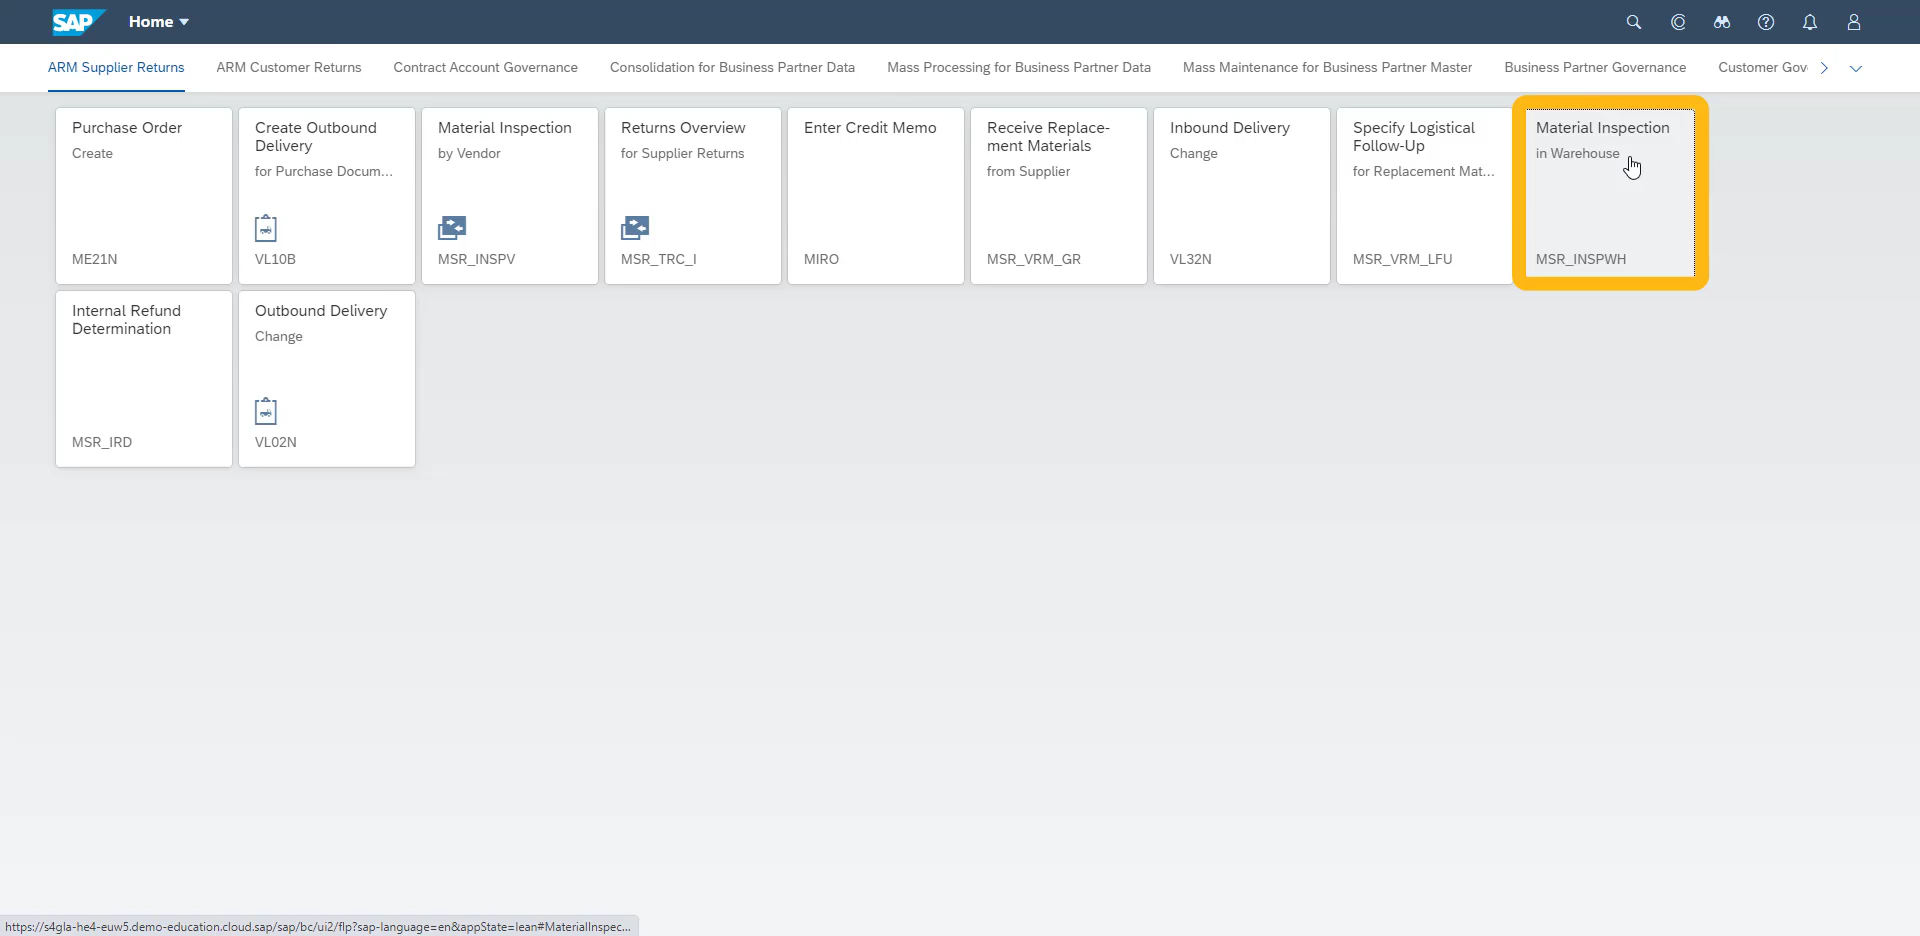 SAP Home
ARM Supplier Returns ARM Customer Returns Contract Account Governance Consolidation for Business Partner Data Mass Processing for Business Partner Data Mass Maintenance for Business Partner Master Business Partner Governance Customer Gov
Purchase Order
Create
ME21N
Create Outbound
Delivery
for Purchase Docum...
VL10B
Material Inspection
by Vendor
MSR_INSPV
Returns Overview
for Supplier Returns
MSR_TRC_I
Enter Credit Memo
MIRO
Receive Replace-
ment Materials
from Supplier
MSR_VRM_GR
Inbound Delivery
Change
VL32N
Specify Logistical
Follow-Up
for Replacement Mat...
MSR_VRM_LFU
Material Inspection
in Warehouse
MSR_INSPWH
Internal Refund
Determination
MSR_IRD
Outbound Delivery
Change
VL02N
https://s4gla-he4-euw5.demo-education.cloud.sap/sap/bc/ui2/flp?sap-language=en&appState=lean#MaterialInspec...